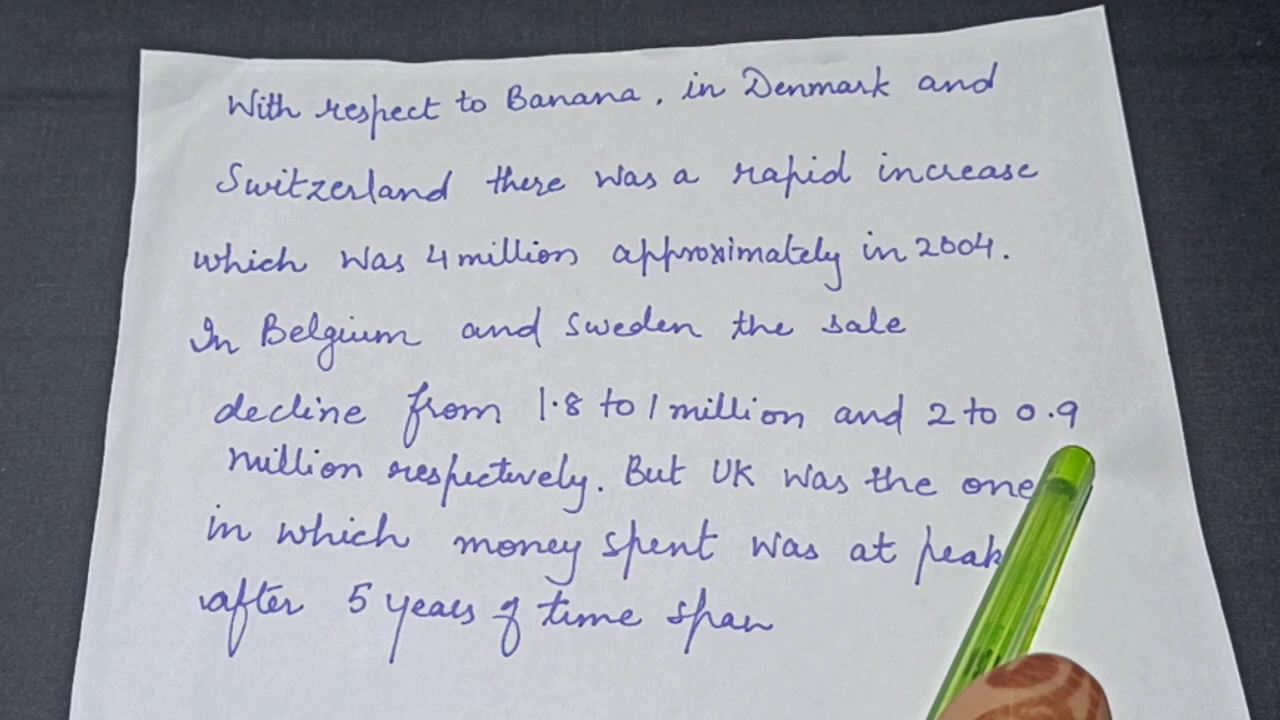 With respect to Banana, in Denmark and
Switzerland there was a rapid increase
which was 4 million approximately in 2004.
In Belgium and Sweden the sale
decline from 1.8 to 1 million and 2 to 0.9
million respectively. But UK was the one
in which money spent was at peak
after 5 years of time span